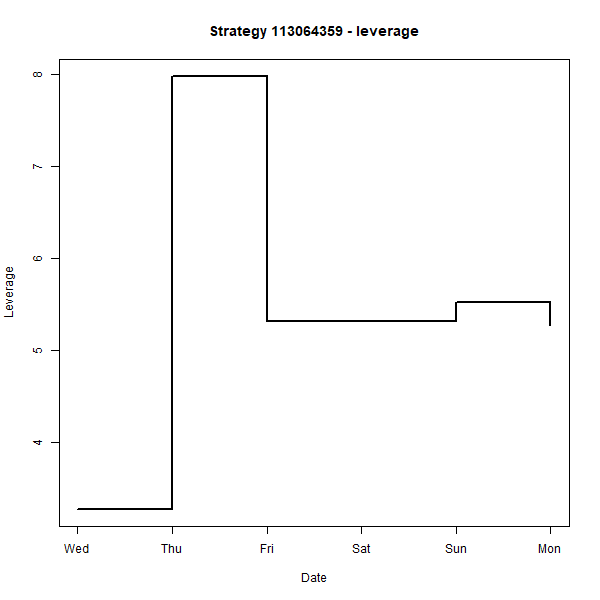 Strategy 113064359 - leverage
8
7
6
5
4
Leverage
Wed Thu Fri Sat Sun Mon
Date